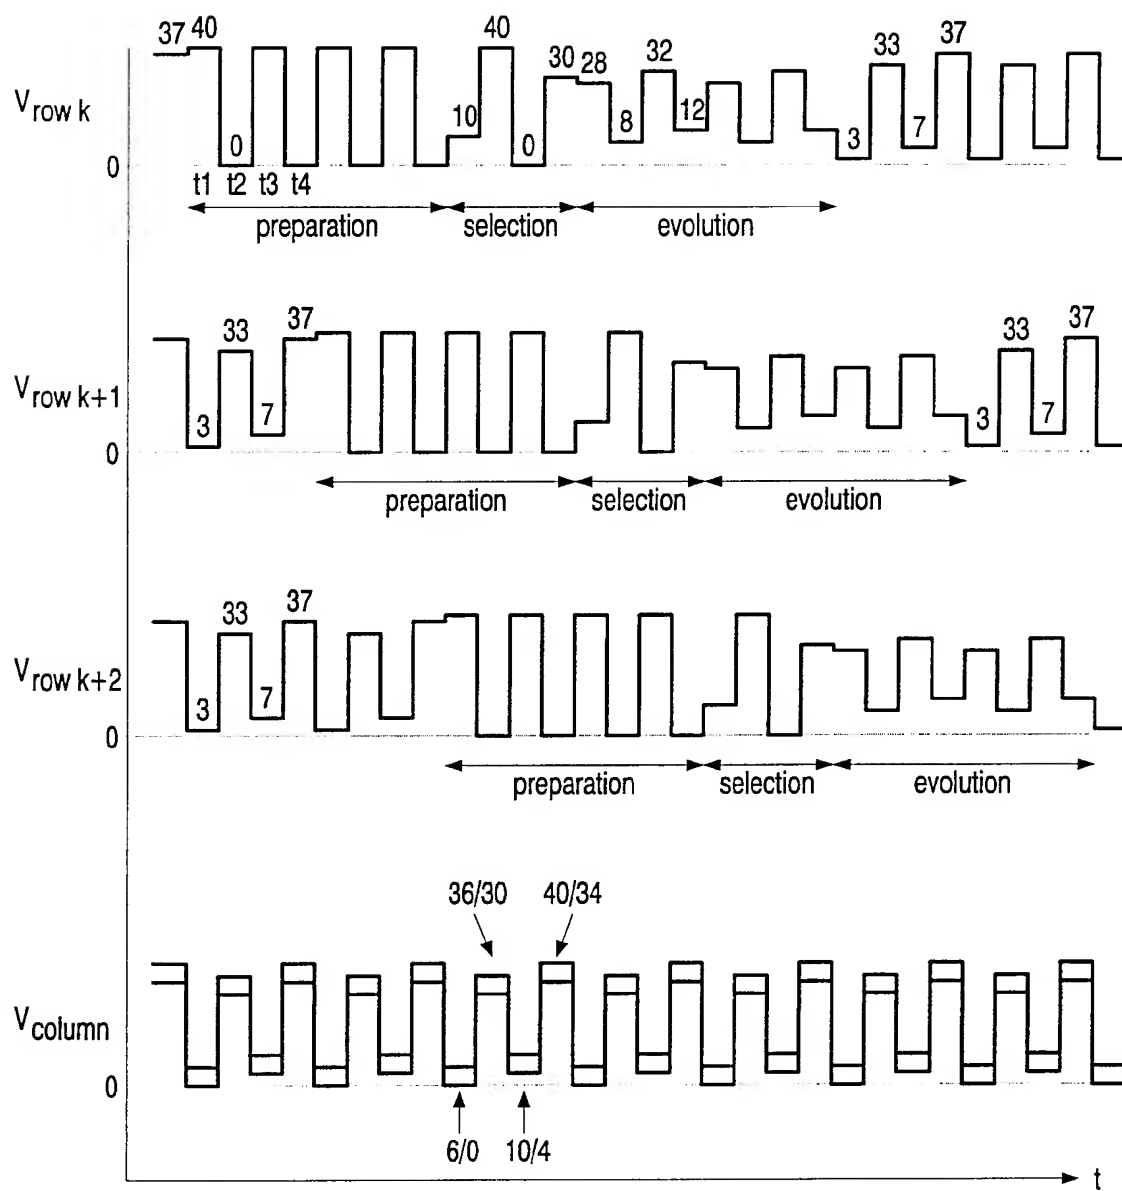 37 40 40 30 28 32 33 37
V row k 10 8 12 3 7
0 0 0
t1 t2 t3 t4
preparation selection evolution
33 37 33 37
V row k+1 3 7 3 7
0
preparation selection evolution
33 37
V row k+2 3 7
0
preparation selection evolution
36/30 40/34
V column
0
6/0 10/4
t